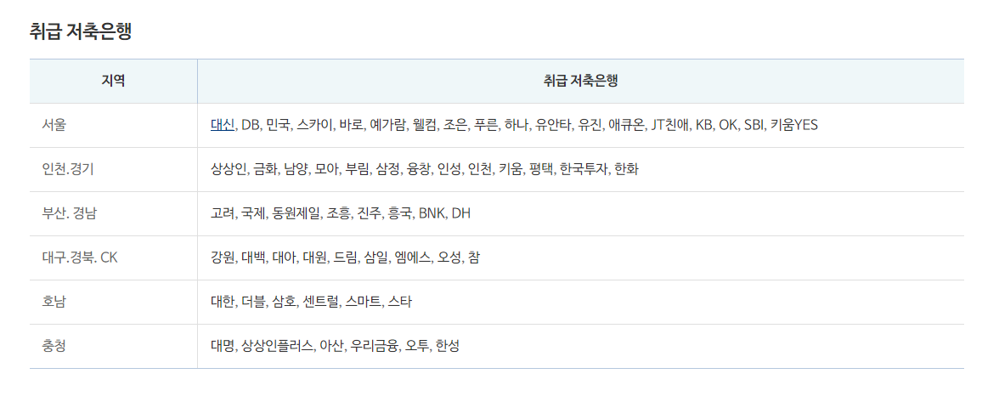 취급 저축은행
지역 취급 저축은행
서울 대신, DB, 민국, 스카이, 바로, 예가람, 웰컴, 조은, 푸른, 하나, 유안타, 유진, 애큐온, JT친애, KB, OK, SBI, 키움YES
인천.경기 상상인, 금화, 남양, 모아, 부림, 삼정, 융창, 인성, 인천, 키움, 평택, 한국투자, 한화
부산. 경남 고려, 국제, 동원제일, 조흥, 진주, 흥국, BNK, DH
대구.경북. CK 강원, 대백, 대아, 대원, 드림, 삼일, 엠에스, 오성, 참
호남 대한, 더블, 삼호, 센트럴, 스마트, 스타
충청 대명, 상상인플러스, 아산, 우리금융, 오투, 한성